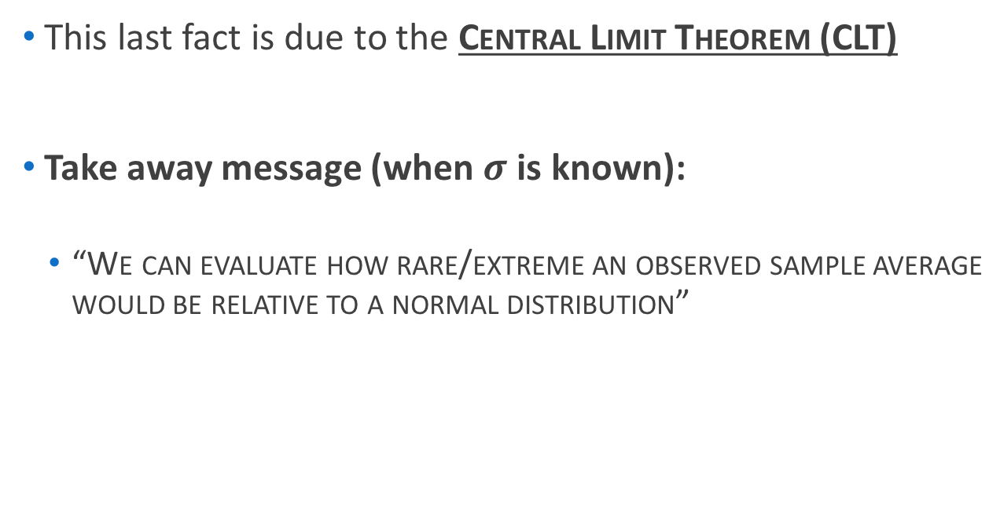 • This last fact is due to the CENTRAL LIMIT THEOREM (CLT)
• Take away message (when σ is known):
• “WE CAN EVALUATE HOW RARE/EXTREME AN OBSERVED SAMPLE AVERAGE
WOULD BE RELATIVE TO A NORMAL DISTRIBUTION”